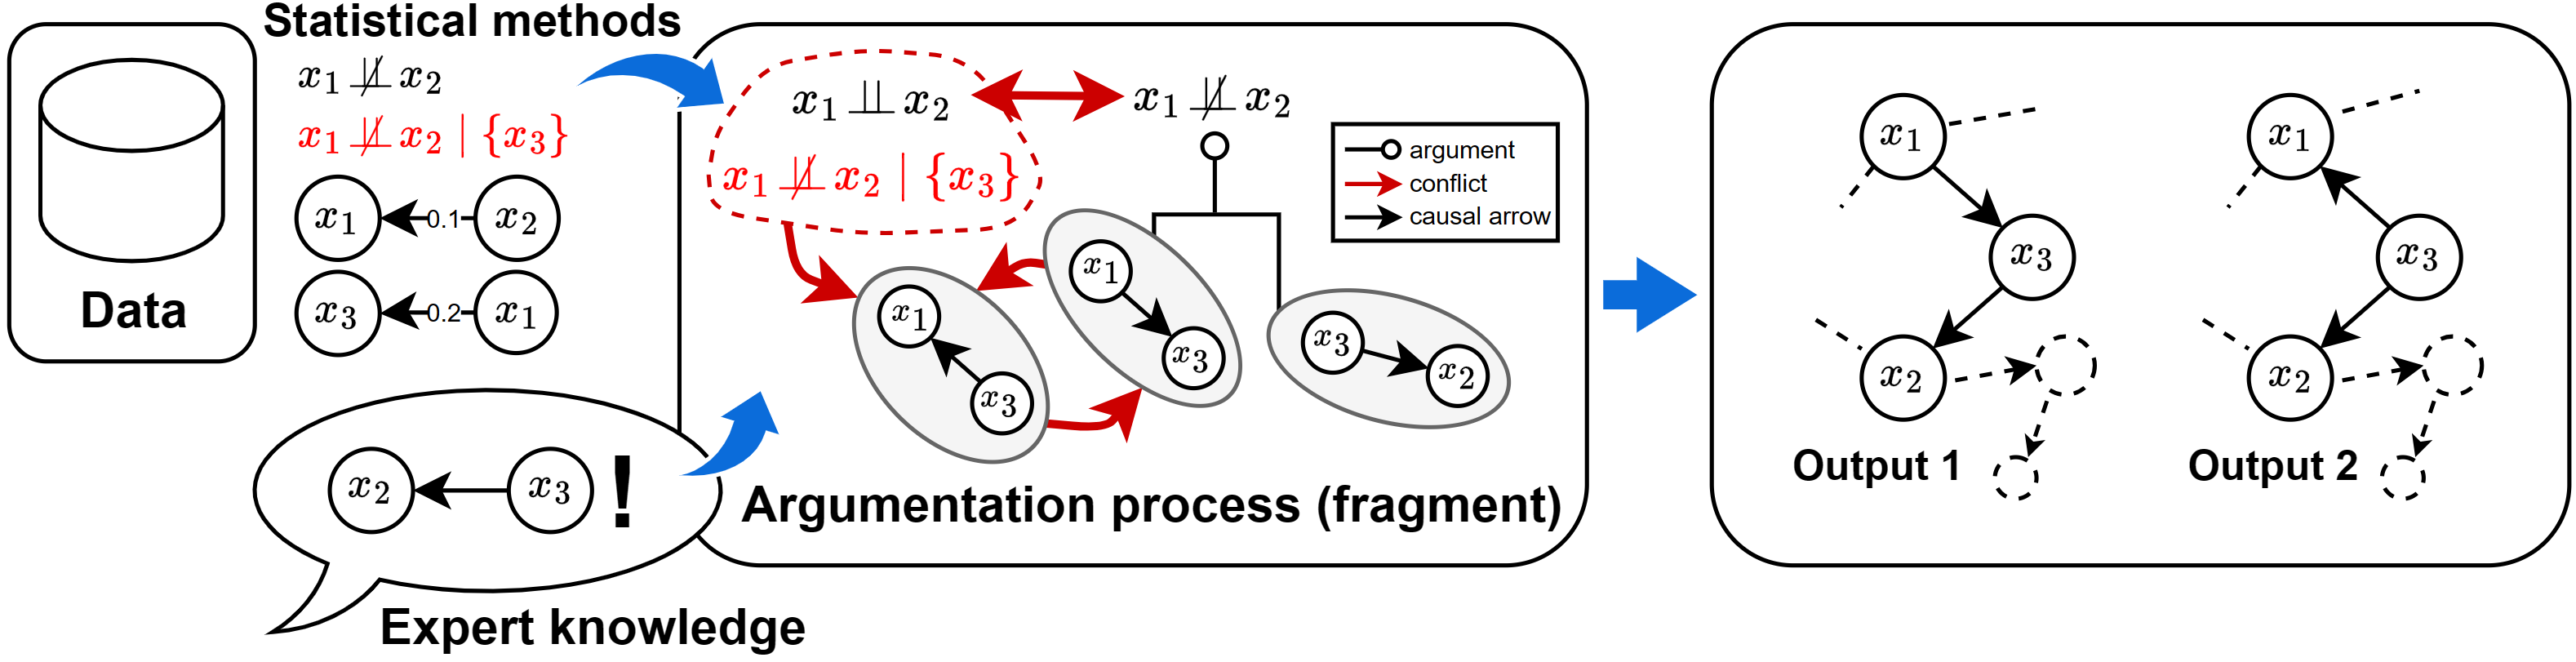 Statistical methods
Data
x₁ ⫫̸ x₂
x₁ ⫫̸ x₂ | {x₃}
x₁ 0.1 x₂
x₃ 0.2 x₁
x₂ x₃ !
Expert knowledge
x₁ ⫫ x₂
x₁ ⫫̸ x₂ | {x₃}
x₁ ⫫̸ x₂
argument
conflict
causal arrow
x₁
x₃
x₁
x₃
x₃
x₂
Argumentation process (fragment)
x₁
x₃
x₂
Output 1
x₁
x₃
x₂
Output 2